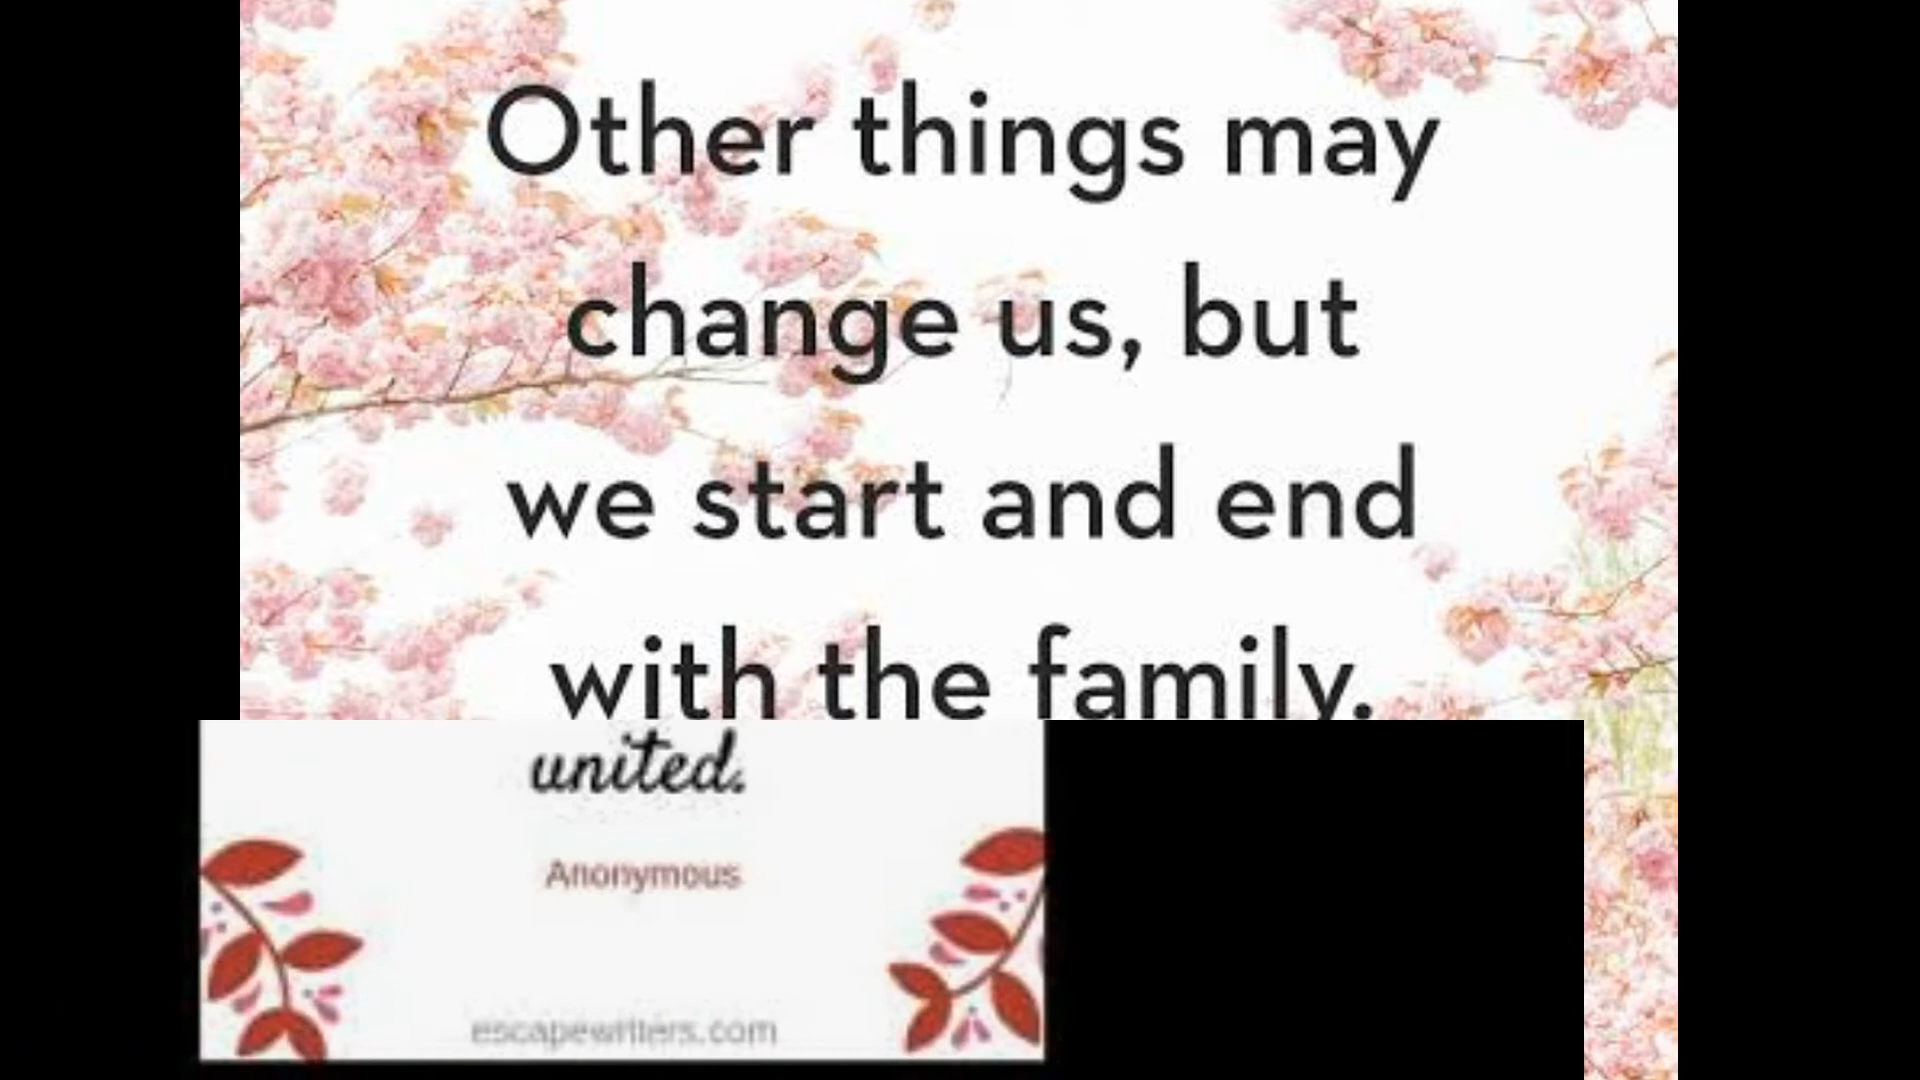 Other things may
change us, but
we start and end
with the family.
united.
Anonymous
escapewriters.com